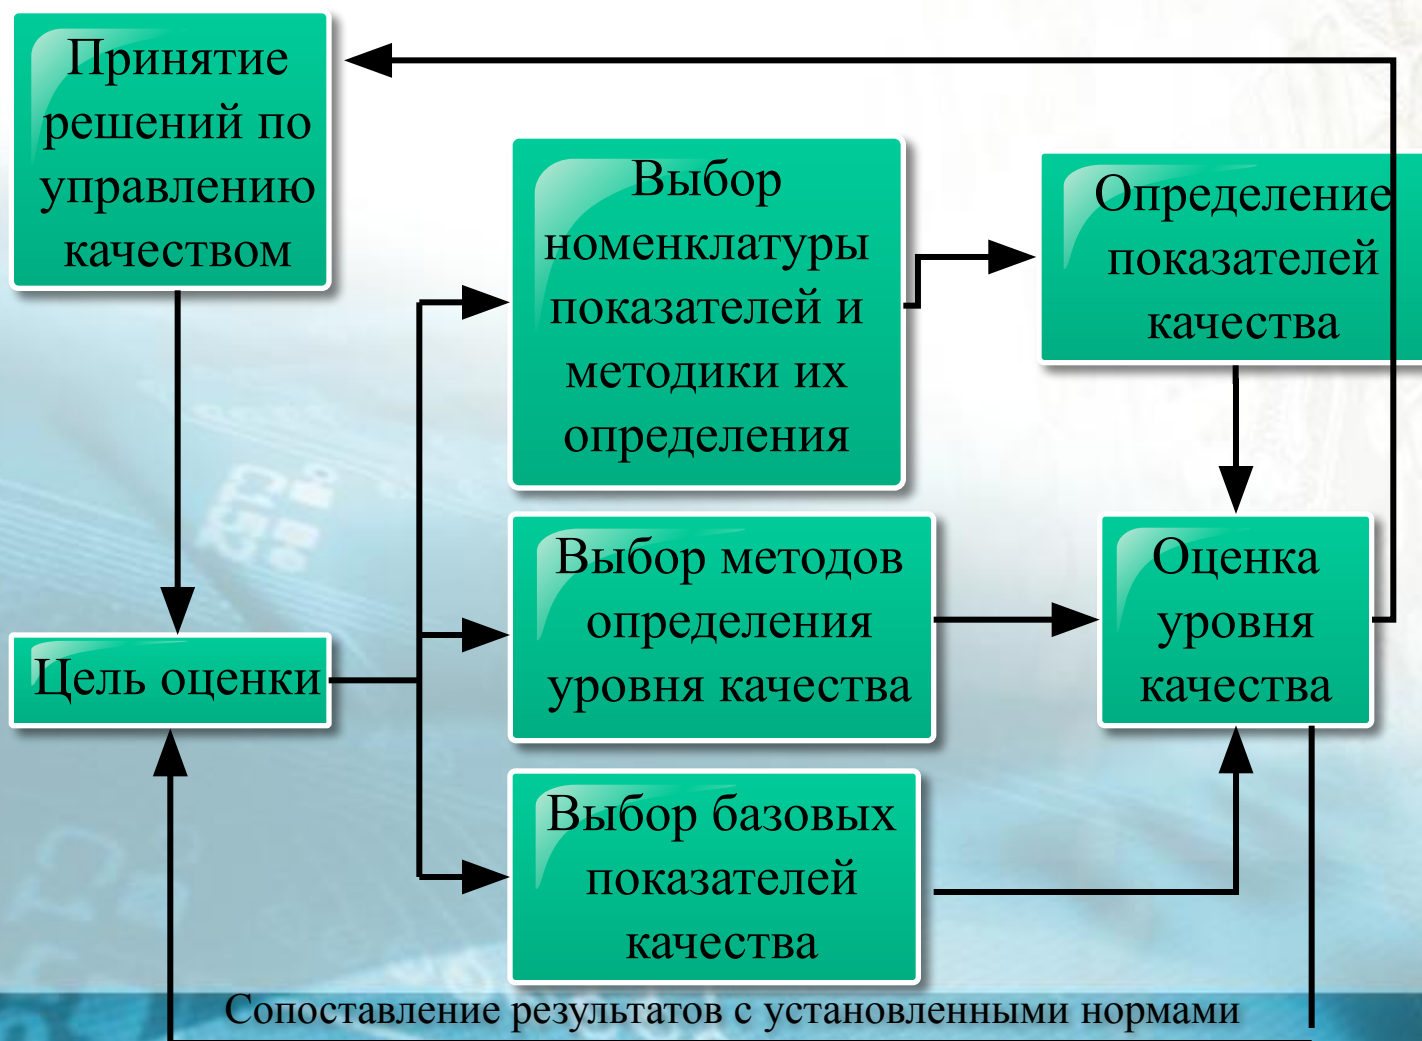 Принятие
решений по
управлению
качеством
Выбор
номенклатуры
показателей и
методики их
определения
Определение
показателей
качества
Выбор методов
определения
уровня качества
Оценка
уровня
качества
Цель оценки
Выбор базовых
показателей
качества
Сопоставление результатов с установленными нормами